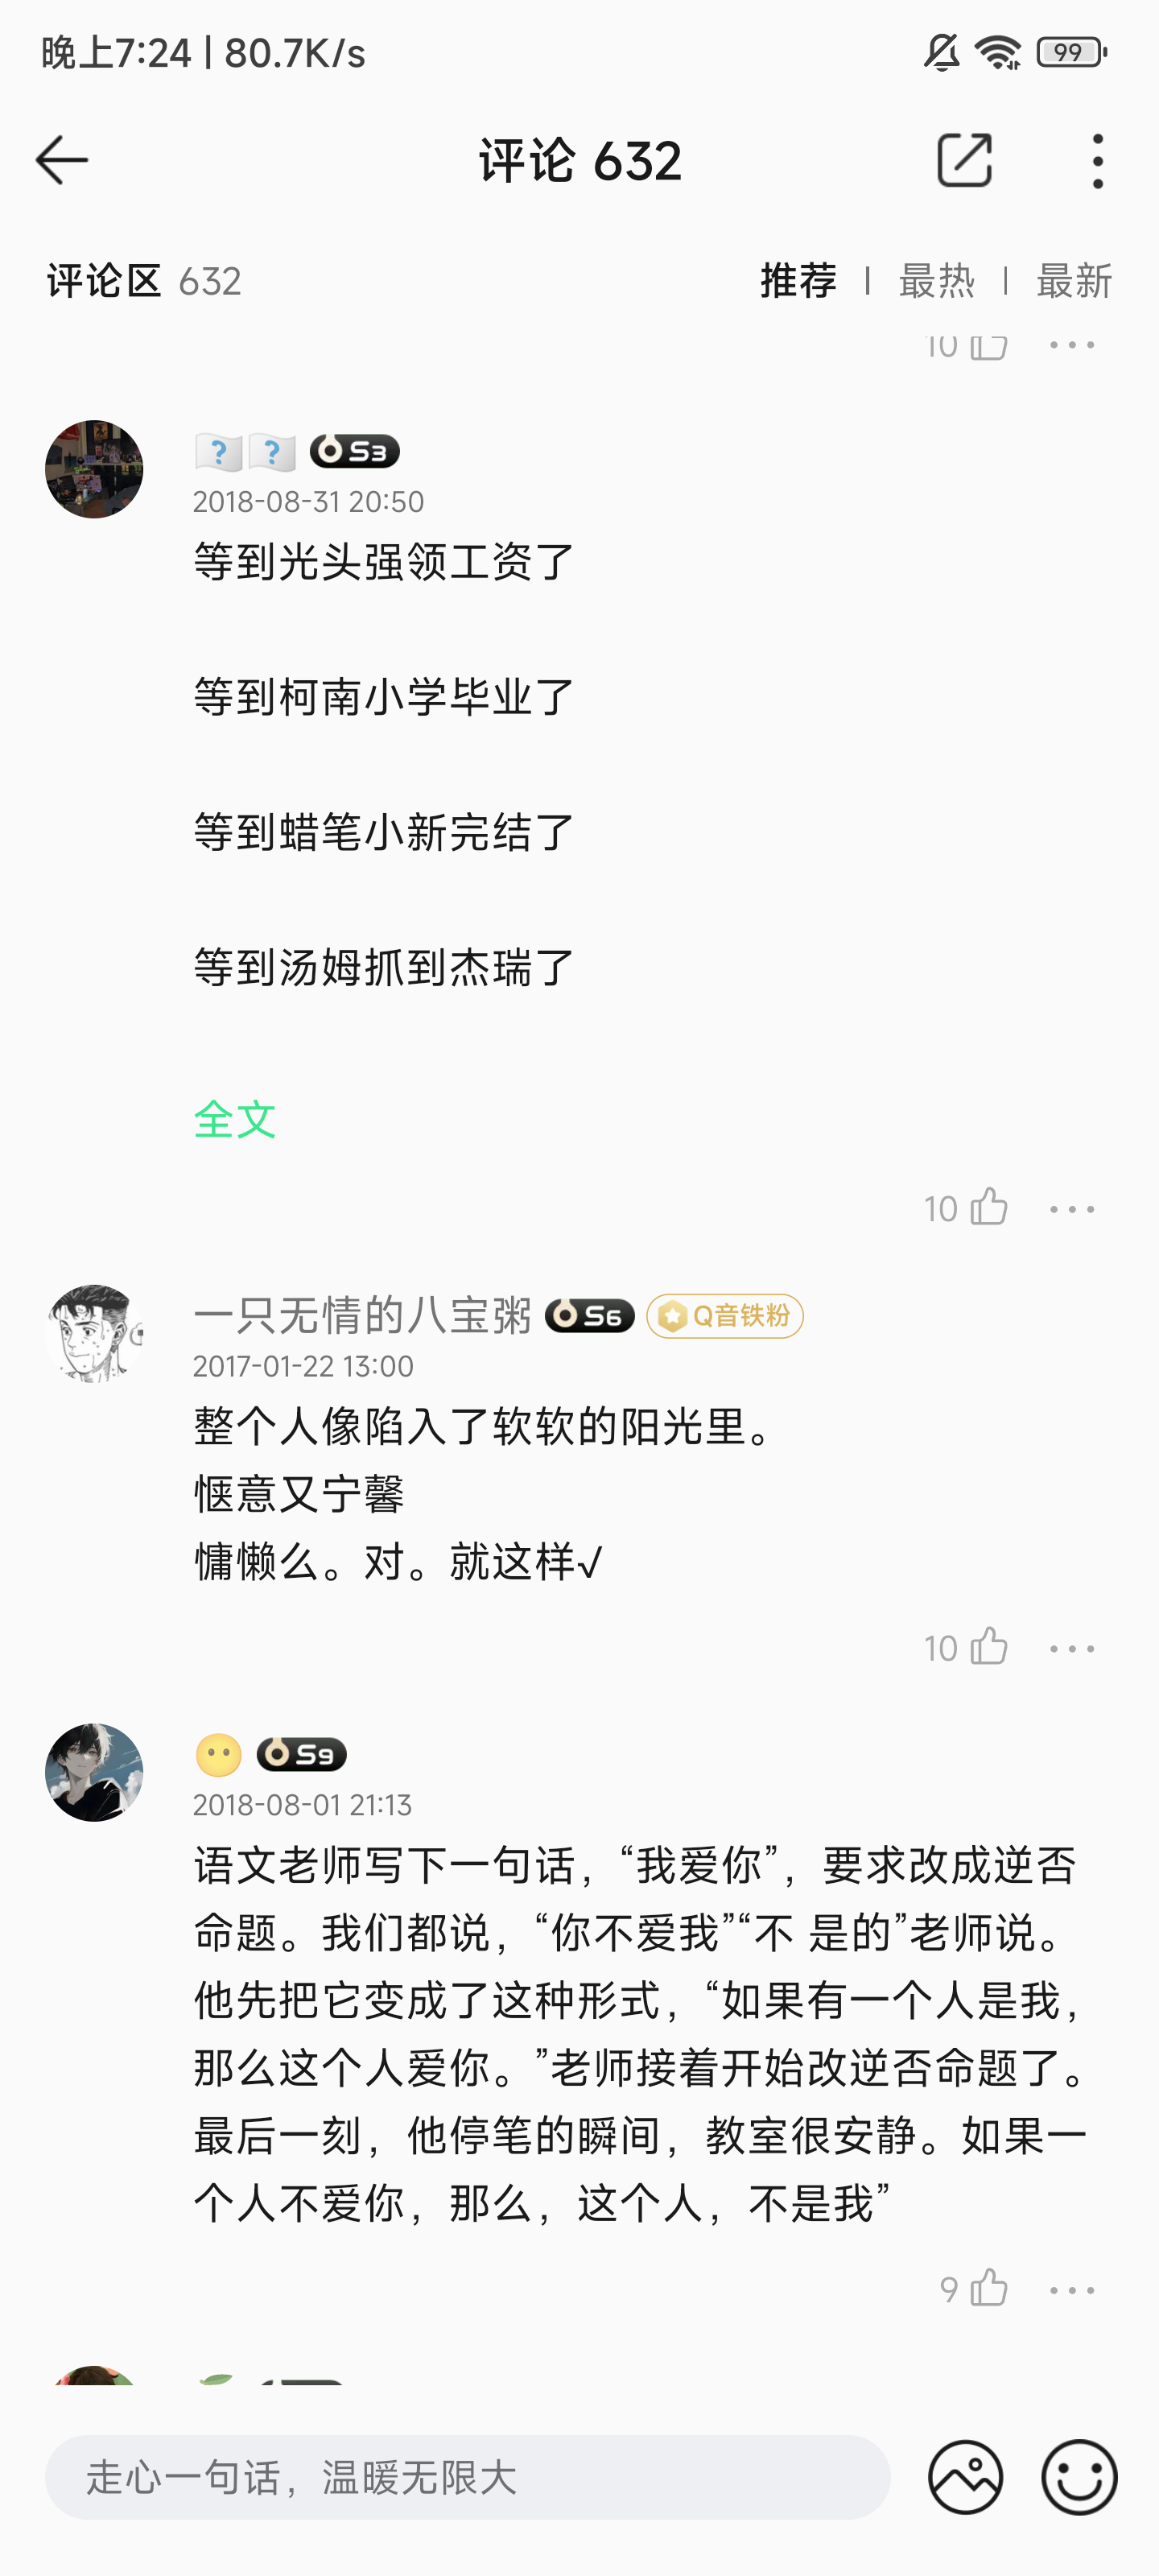 晚上7:24 | 80.7K/s
99
评论 632
评论区 632
推荐 | 最热 | 最新
10
S3
2018-08-31 20:50
等到光头强领工资了
等到柯南小学毕业了
等到蜡笔小新完结了
等到汤姆抓到杰瑞了
全文
10
一只无情的八宝粥 S6 Q音铁粉
2017-01-22 13:00
整个人像陷入了软软的阳光里。
惬意又宁馨
慵懒么。对。就这样√
10
S9
2018-08-01 21:13
语文老师写下一句话，“我爱你”，要求改成逆否
命题。我们都说，“你不爱我”“不 是的”老师说。
他先把它变成了这种形式，“如果有一个人是我，
那么这个人爱你。”老师接着开始改逆否命题了。
最后一刻，他停笔的瞬间，教室很安静。如果一
个人不爱你，那么，这个人，不是我”
9
走心一句话，温暖无限大